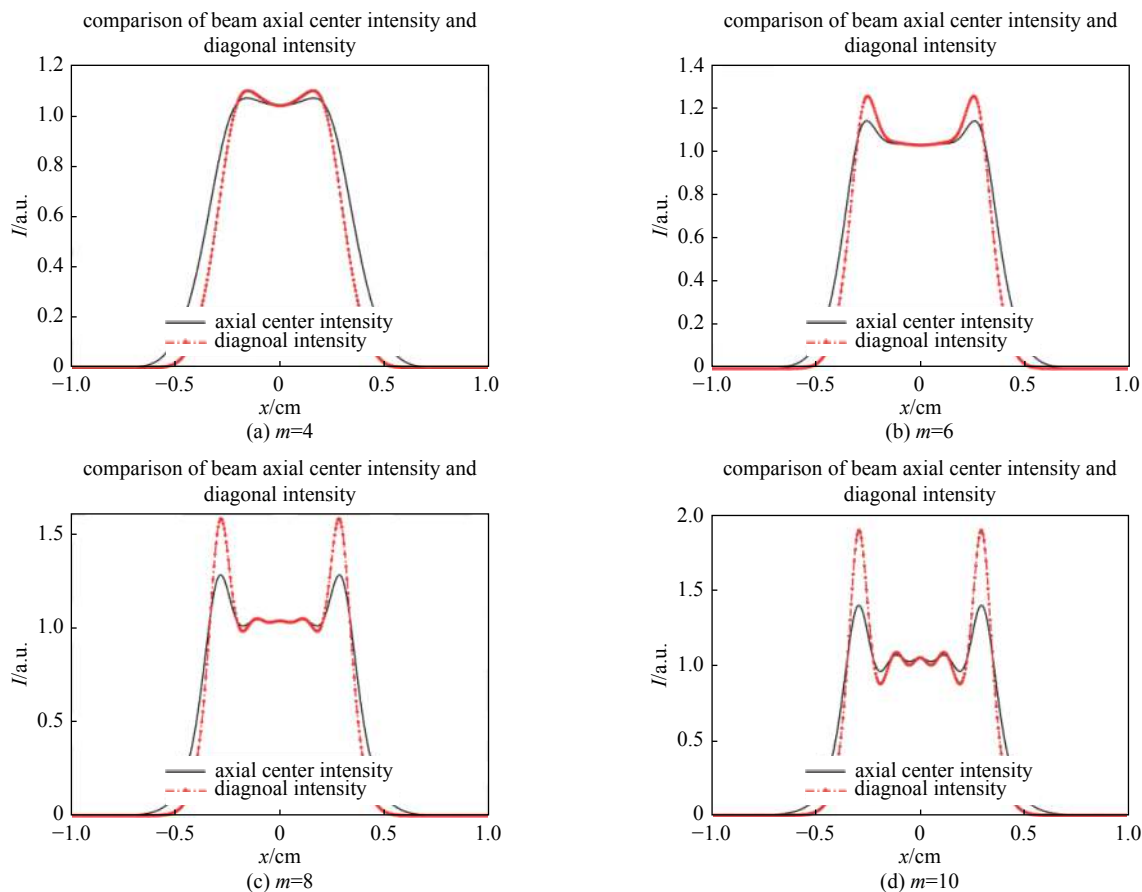 comparison of beam axial center intensity and
diagonal intensity
1.2
1.0
0.8
0.6
0.4
0.2
0
I/a.u.
axial center intensity
diagnoal intensity
−1.0 −0.5 0 0.5 1.0
x/cm
(a) m=4
comparison of beam axial center intensity and
diagonal intensity
1.4
1.2
1.0
0.8
0.6
0.4
0.2
0
I/a.u.
axial center intensity
diagnoal intensity
−1.0 −0.5 0 0.5 1.0
x/cm
(b) m=6
comparison of beam axial center intensity and
diagonal intensity
1.5
1.0
0.5
0
I/a.u.
axial center intensity
diagnoal intensity
−1.0 −0.5 0 0.5 1.0
x/cm
(c) m=8
comparison of beam axial center intensity and
diagonal intensity
2.0
1.5
1.0
0.5
0
I/a.u.
axial center intensity
diagnoal intensity
−1.0 −0.5 0 0.5 1.0
x/cm
(d) m=10